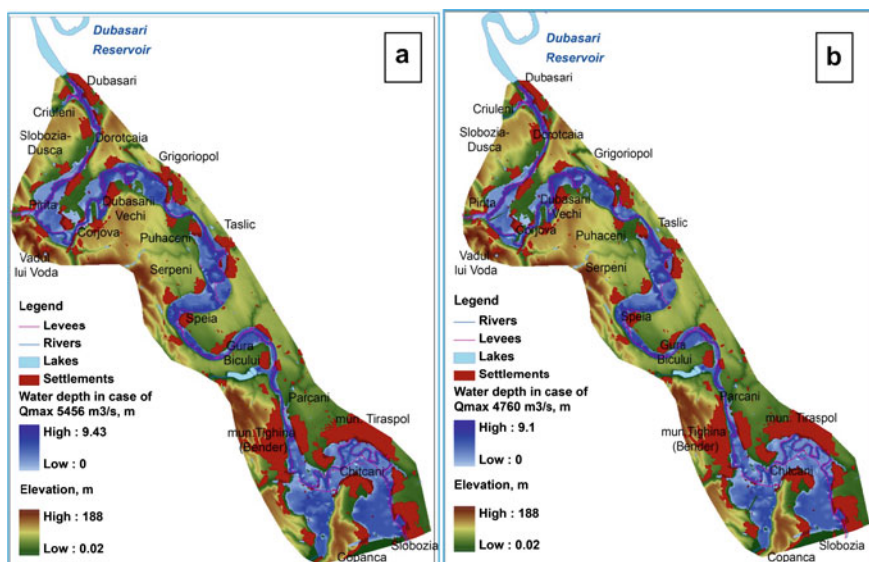 Dubasari
Reservoir
a
Dubasari
Criuleni
Slobozia-
Dusca
Dorotcaia
Grigoriopol
Pinta
Dubasani
Vechi
Taslic
Corjova
Puhaceni
Vadul
lui Voda
Serpeni
Legend
Levees
Rivers
Lakes
Settlements
Water depth in case of
Qmax 5456 m3/s, m
High : 9.43
Low : 0
Elevation, m
High : 188
Low : 0.02
Speia
Gura
Bicului
Parcani
mun. Tiraspol
mun.Tighina
(Bender)
Chitcani
Slobozia
Copanca
Dubasari
Reservoir
b
Dubasari
Criuleni
Slobozia-
Dusca
Dorotcaia
Grigoriopol
Pinta
Dubasani
Vechi
Taslic
Corjova
Puhaceni
Vadul
lui Voda
Serpeni
Legend
Rivers
Levees
Lakes
Settlements
Water depth in case of
Qmax 4760 m3/s, m
High : 9.1
Low : 0
Elevation, m
High : 188
Low : 0.02
Speia
Gura
Bicului
Parcani
mun. Tiraspol
mun.Tighina
(Bender)
Chitcani
Slobozia
Copanca